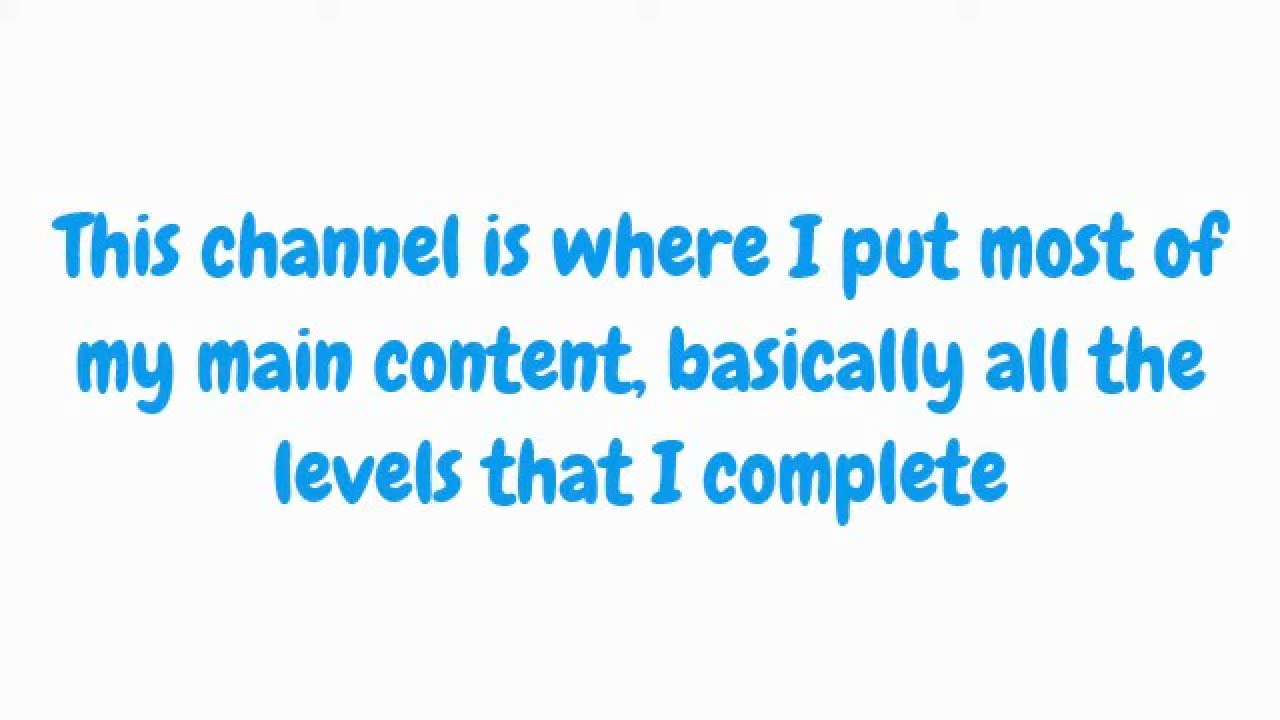 This channel is where I put most of
my main content, basically all the
levels that I complete